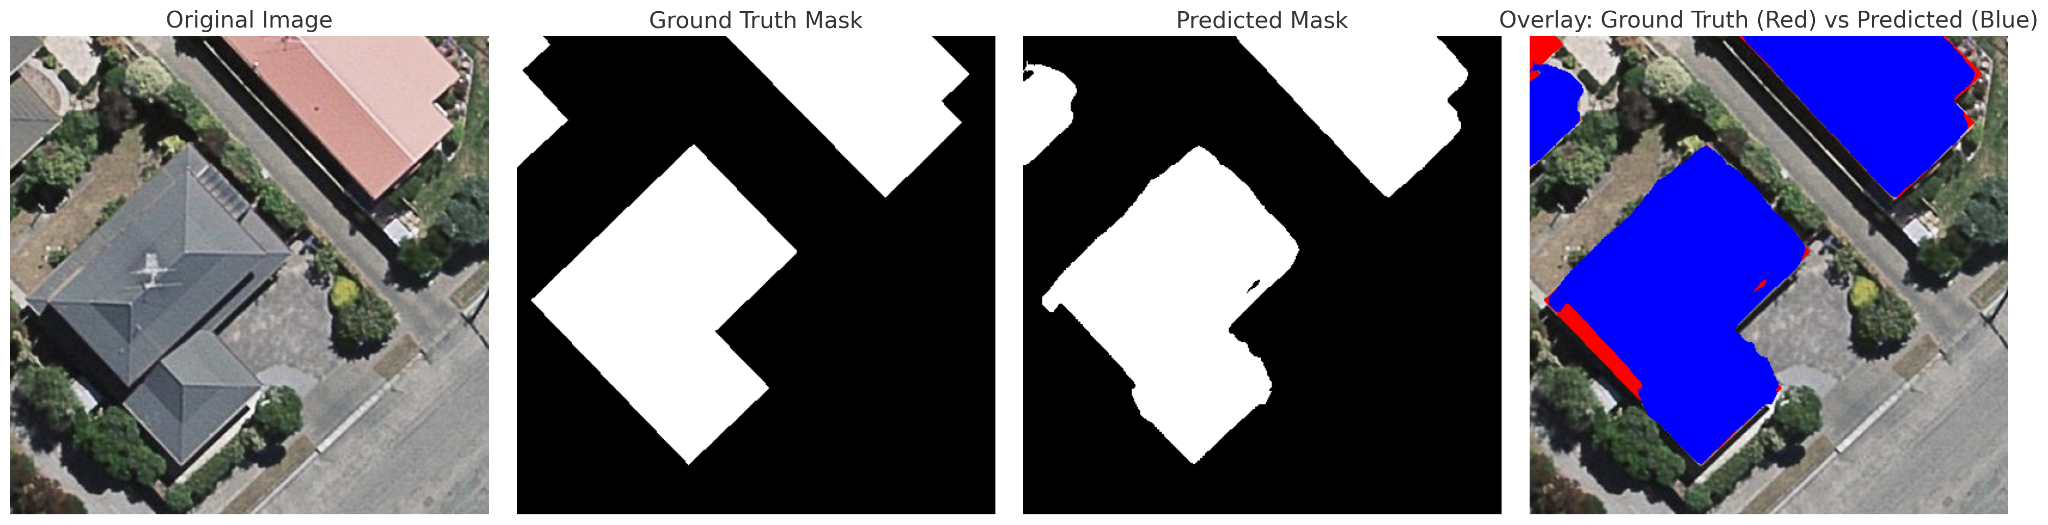 Original Image
Ground Truth Mask
Predicted Mask
Overlay: Ground Truth (Red) vs Predicted (Blue)